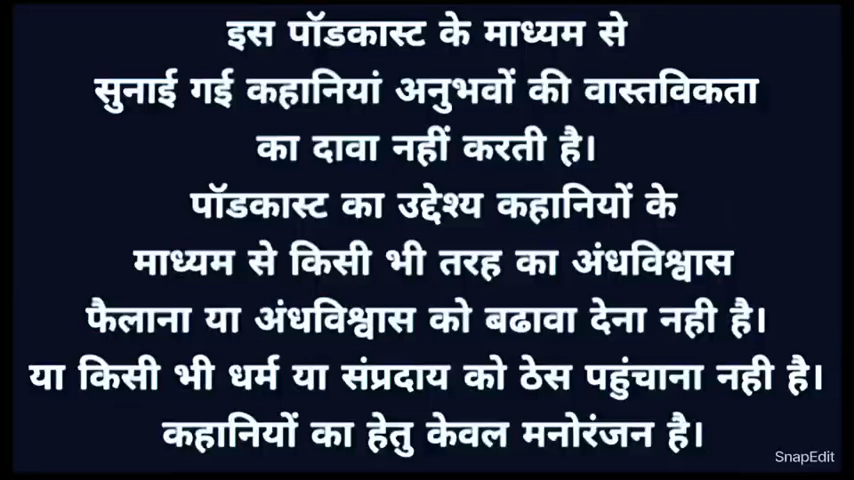 इस पॉडकास्ट के माध्यम से
सुनाई गई कहानियां अनुभवों की वास्तविकता
का दावा नहीं करती है।
पॉडकास्ट का उद्देश्य कहानियों के
माध्यम से किसी भी तरह का अंधविश्वास
फैलाना या अंधविश्वास को बढावा देना नही है।
या किसी भी धर्म या संप्रदाय को ठेस पहुंचाना नही है।
कहानियों का हेतु केवल मनोरंजन है।
SnapEdit